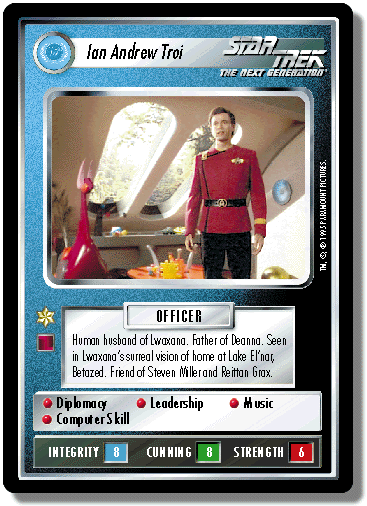 Ian Andrew Troi
STAR TREK
THE NEXT GENERATION®
TM, ®, © 1995 PARAMOUNT PICTURES.
OFFICER
Human husband of Lwaxana. Father of Deanna. Seen
in Lwaxana's surreal vision of home at Lake El'nar,
Betazed. Friend of Steven Miller and Reittan Grax.
Diplomacy Leadership Music
Computer Skill
INTEGRITY 8 CUNNING 8 STRENGTH 6